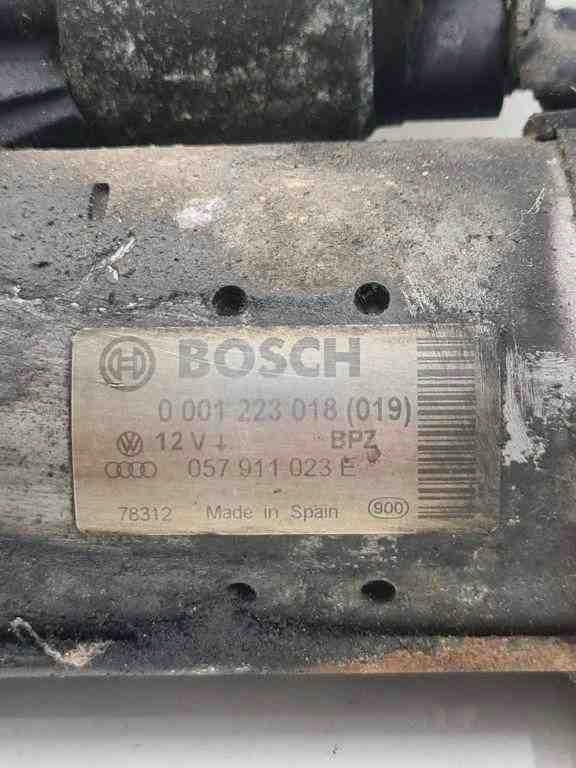 BOSCH
0 001 223 018 (019)
12 V ↓ BPZ
057 911 023 E
78312 Made in Spain 900